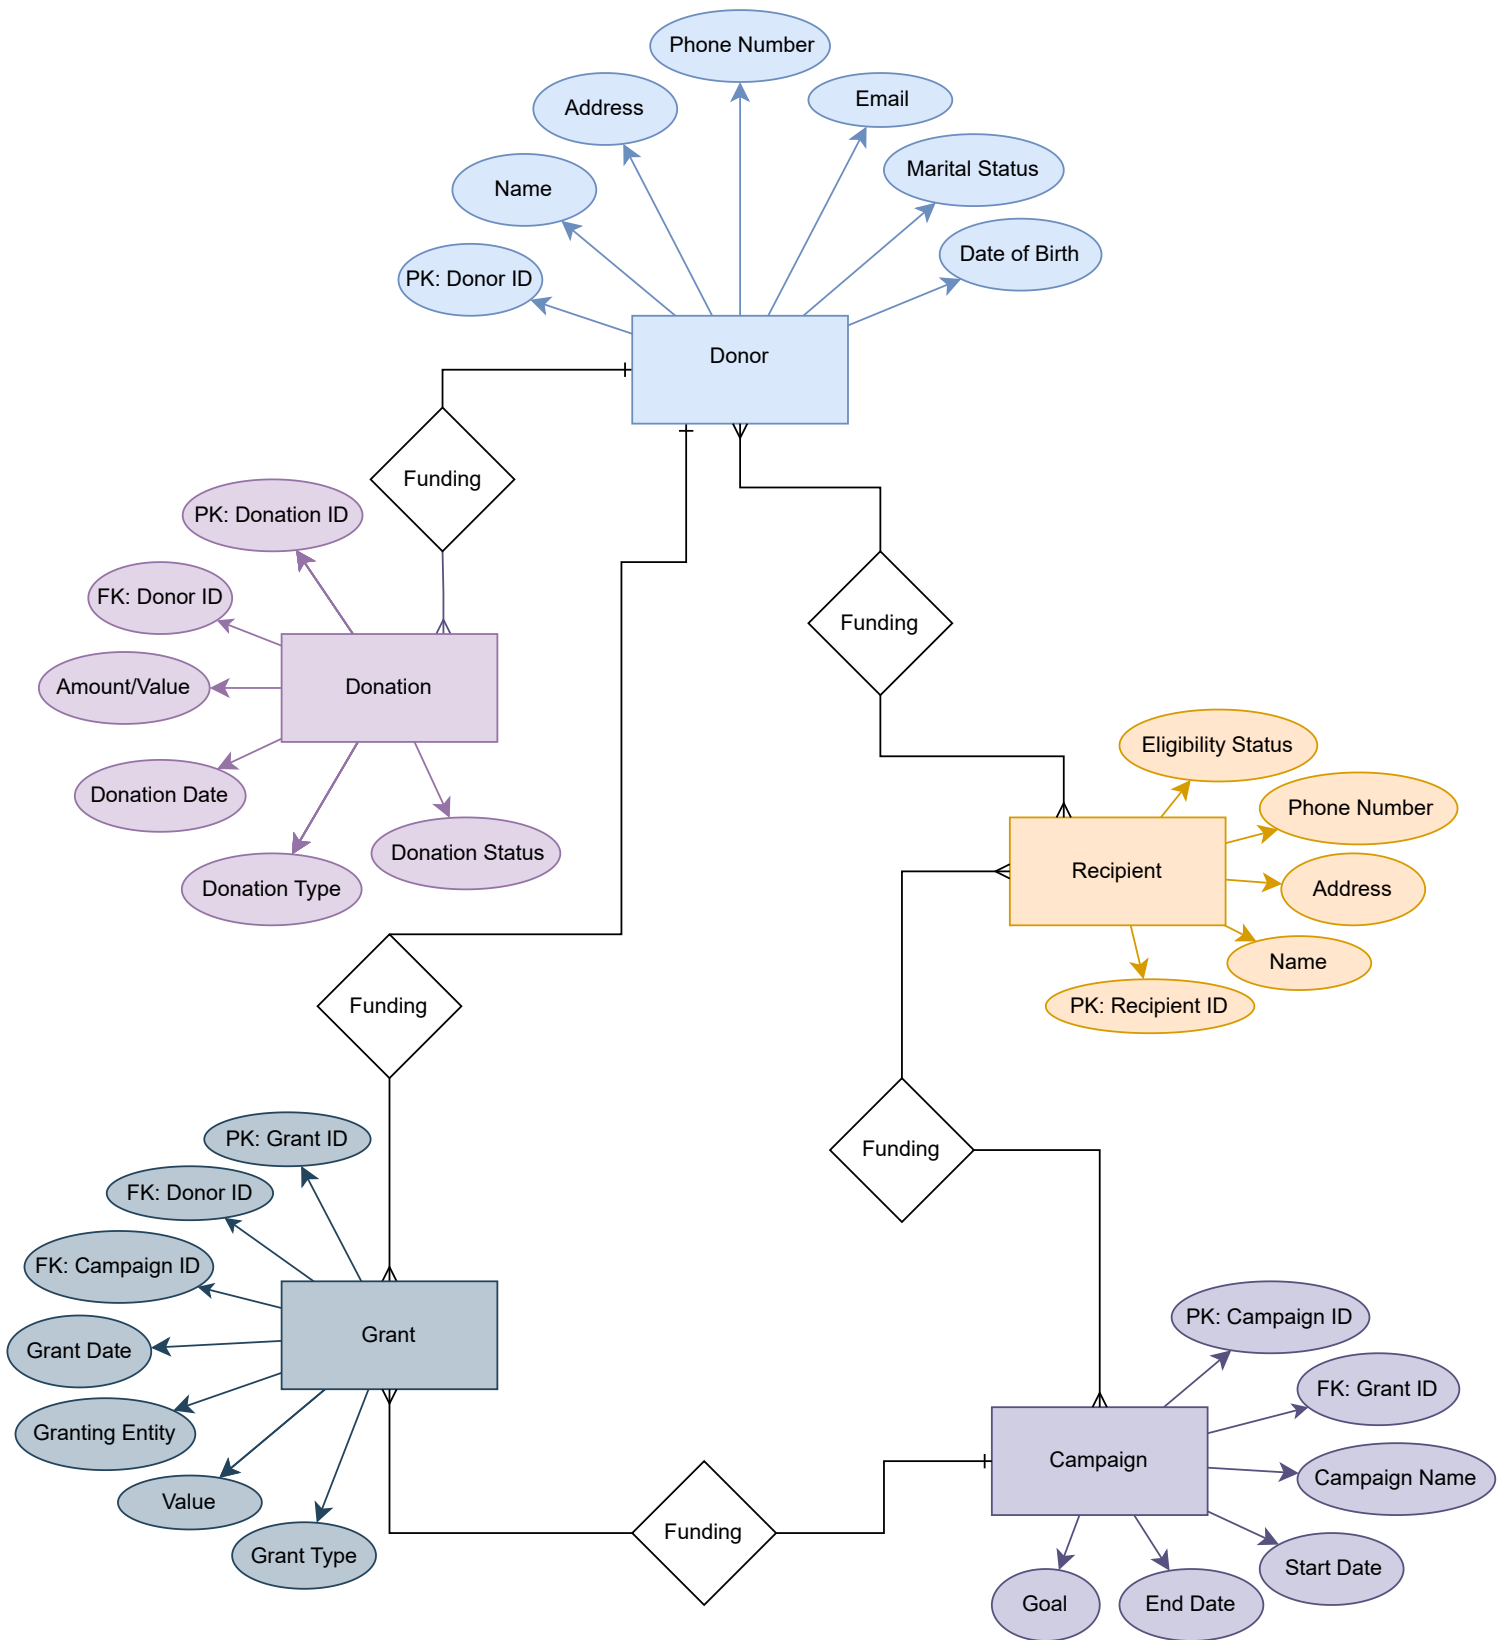 Phone Number
Email
Address
Marital Status
Name
Date of Birth
PK: Donor ID
Donor
Funding
PK: Donation ID
FK: Donor ID
Amount/Value
Donation
Donation Date
Donation Status
Donation Type
Funding
Eligibility Status
Phone Number
Recipient
Address
Name
PK: Recipient ID
Funding
Funding
PK: Grant ID
FK: Donor ID
FK: Campaign ID
Grant Date
Grant
Granting Entity
Value
Grant Type
Funding
PK: Campaign ID
FK: Grant ID
Campaign
Campaign Name
Start Date
End Date
Goal